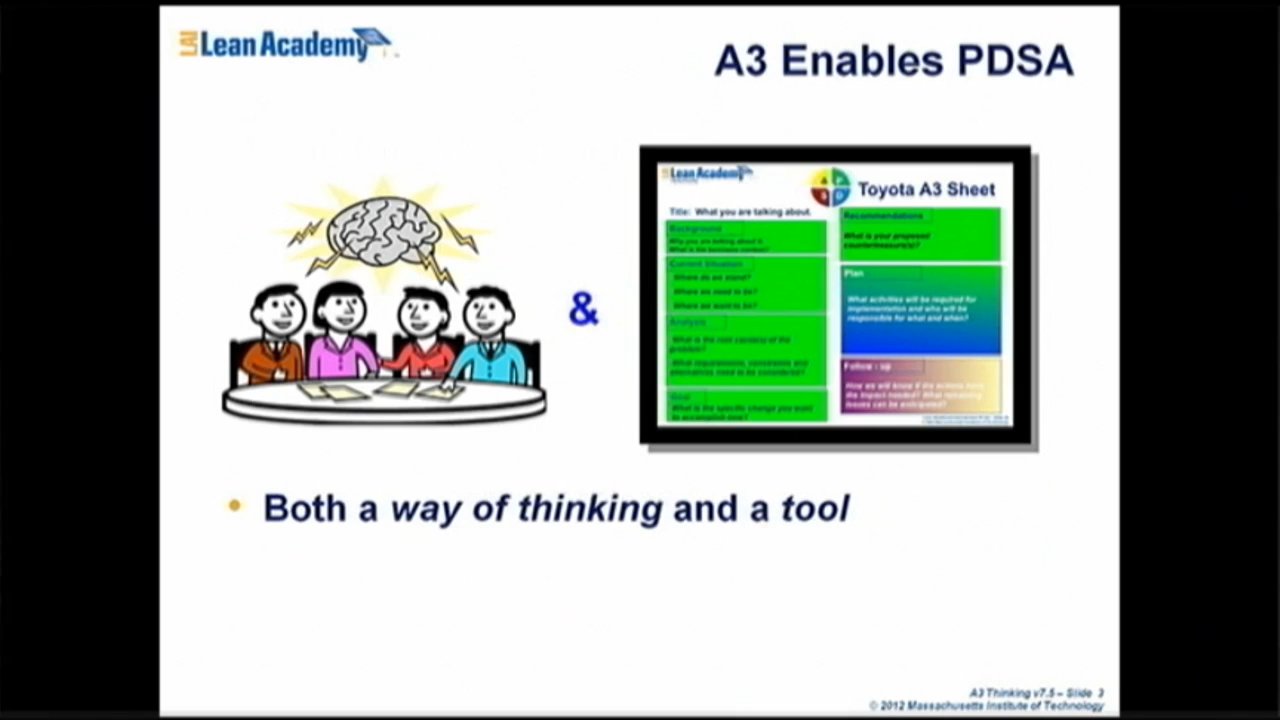 LAI Lean Academy
A3 Enables PDSA
&
Lean Academy
Toyota A3 Sheet
Title: What you are talking about.
Background
Why you are talking about it.
What is the business context?
Current Situation
Where do we stand?
Where we need to be?
Where we want to be?
Analysis
What is the root cause(s) of the
problem?
What requirements, constraints and
alternatives need to be considered?
Goal
What is the specific change you want
to accomplish now?
Recommendations
What is your proposed
countermeasure(s)?
Plan
What activities will be required for
implementation and who will be
responsible for what and when?
Follow - up
How we will know if the actions have
the impact needed? What remaining
issues can be anticipated?
• Both a way of thinking and a tool
A3 Thinking v7.5 – Slide 3
© 2012 Massachusetts Institute of Technology